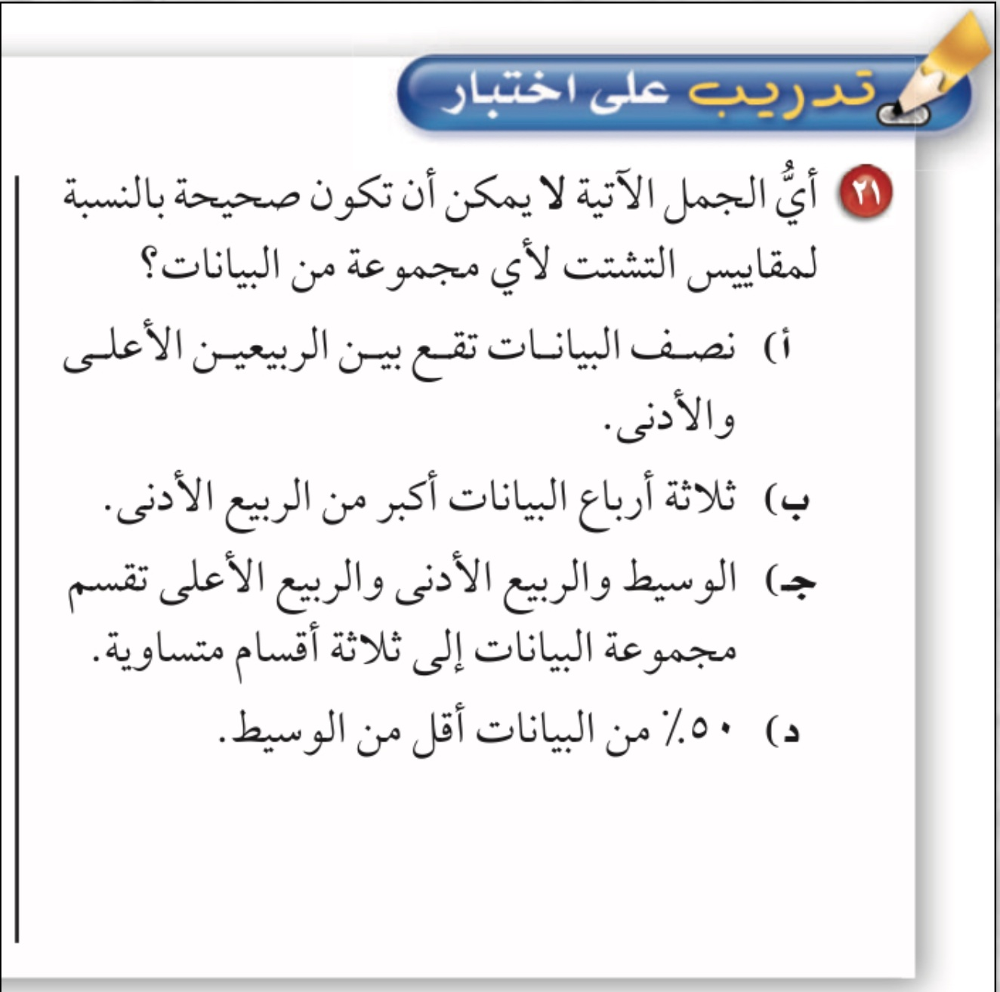 تدريب على اختبار
٢١ أيُّ الجمل الآتية لا يمكن أن تكون صحيحة بالنسبة
لمقاييس التشتت لأي مجموعة من البيانات؟
أ) نصف البيانات تقع بين الربيعين الأعلى
والأدنى.
ب) ثلاثة أرباع البيانات أكبر من الربيع الأدنى.
جـ) الوسيط والربيع الأدنى والربيع الأعلى تقسم
مجموعة البيانات إلى ثلاثة أقسام متساوية.
د) ٥٠٪ من البيانات أقل من الوسيط.